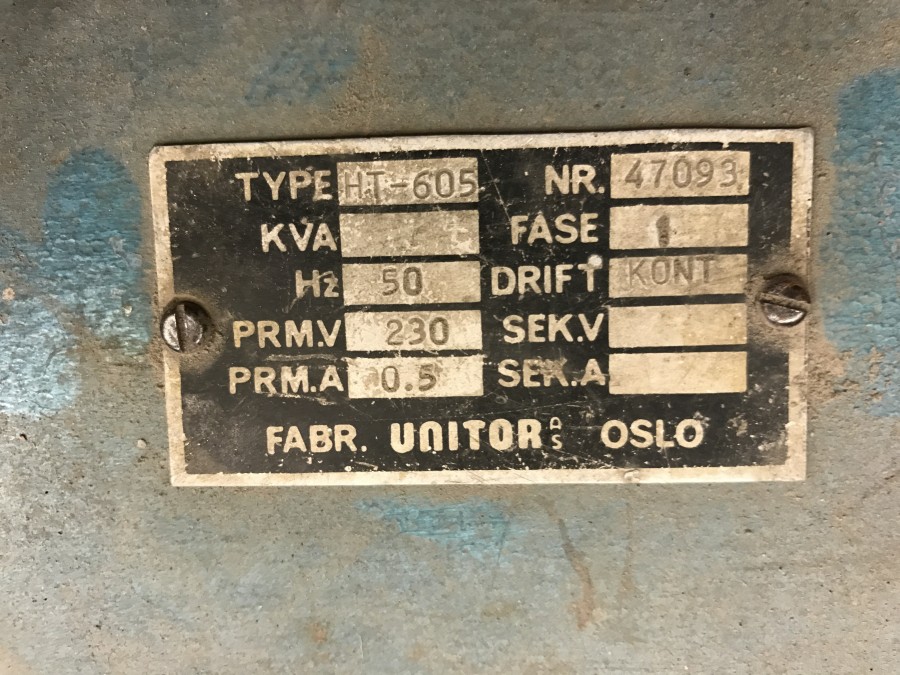 TYPE HT-605 NR. 47093
KVA FASE 1
Hz 50 DRIFT KONT
PRM.V 230 SEK.V
PRM.A 0.5 SEK.A
FABR. UNITOR AS OSLO